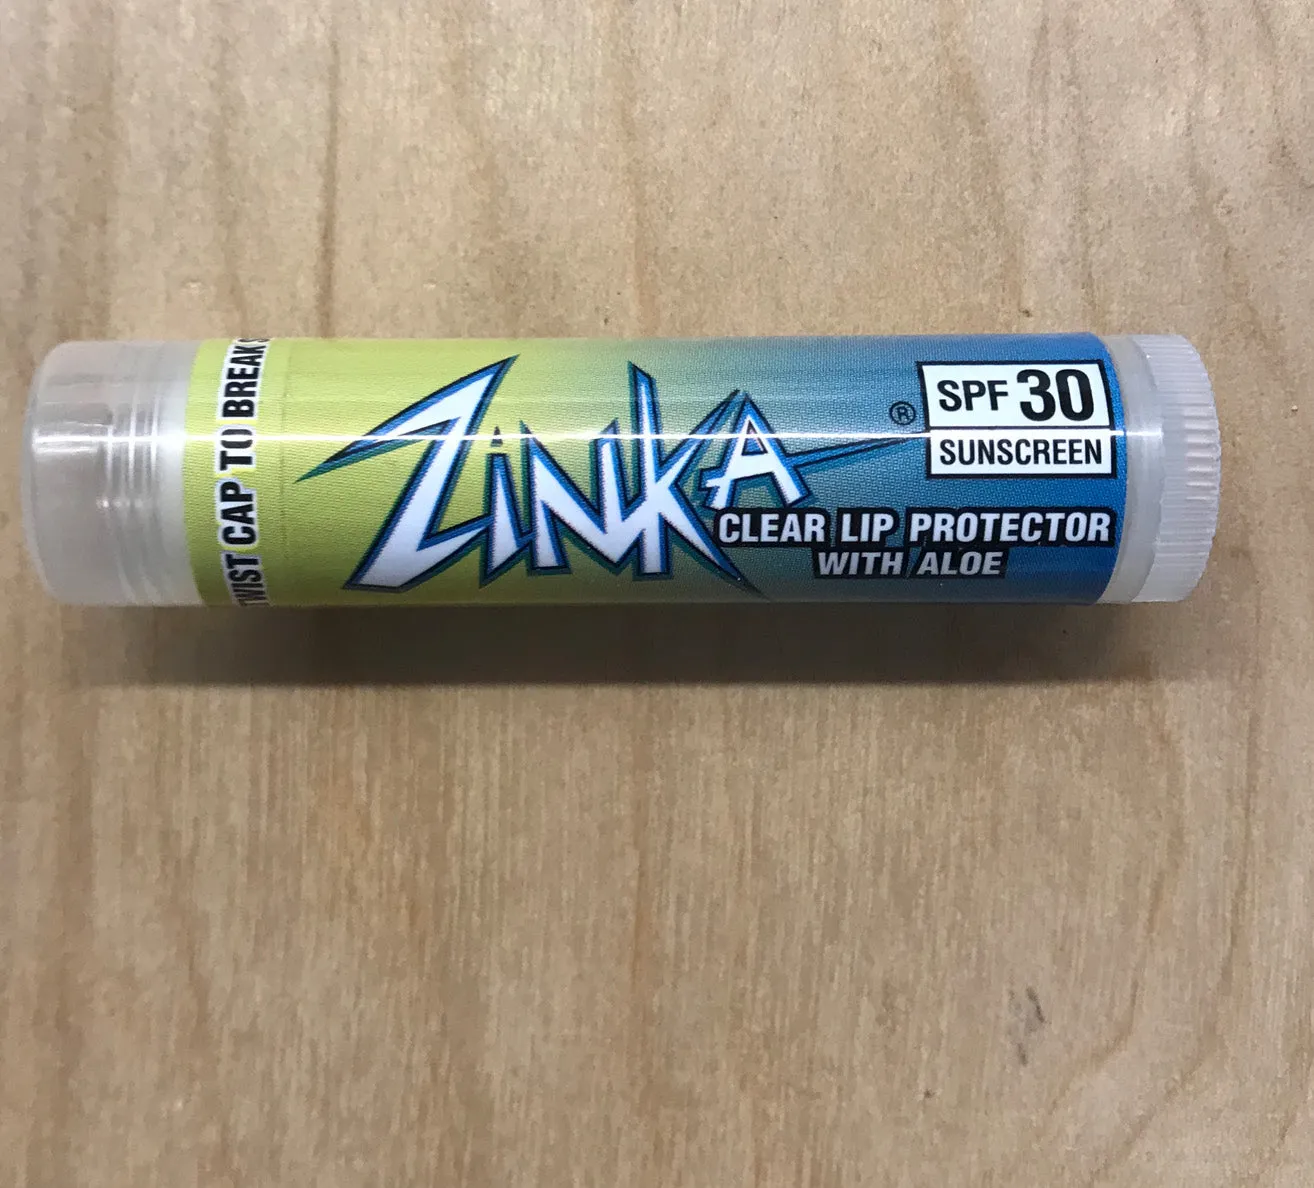 TWIST CAP TO BREAK
ZINKA®
SPF 30
SUNSCREEN
CLEAR LIP PROTECTOR
WITH ALOE